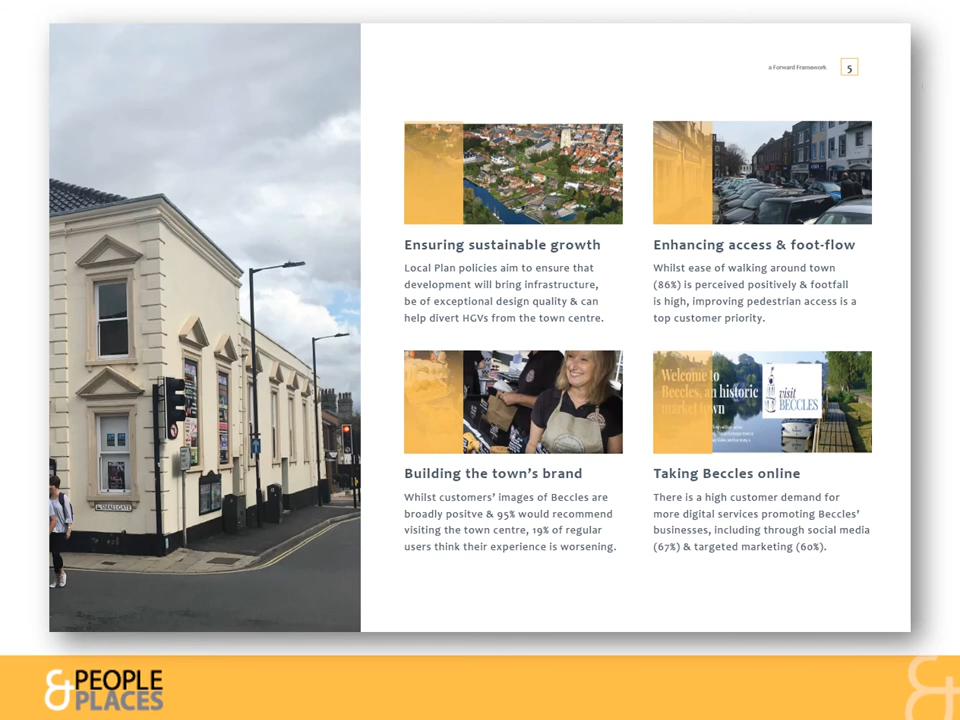 a Forward Framework
5
Ensuring sustainable growth
Local Plan policies aim to ensure that
development will bring infrastructure,
be of exceptional design quality & can
help divert HGVs from the town centre.
Enhancing access & foot-flow
Whilst ease of walking around town
(86%) is perceived positively & footfall
is high, improving pedestrian access is a
top customer priority.
Welcome to
Beccles, an historic
market town
visit
BECCLES
Building the town's brand
Whilst customers' images of Beccles are
broadly positve & 95% would recommend
visiting the town centre, 19% of regular
users think their experience is worsening.
Taking Beccles online
There is a high customer demand for
more digital services promoting Beccles'
businesses, including through social media
(67%) & targeted marketing (60%).
& PEOPLE
PLACES
&